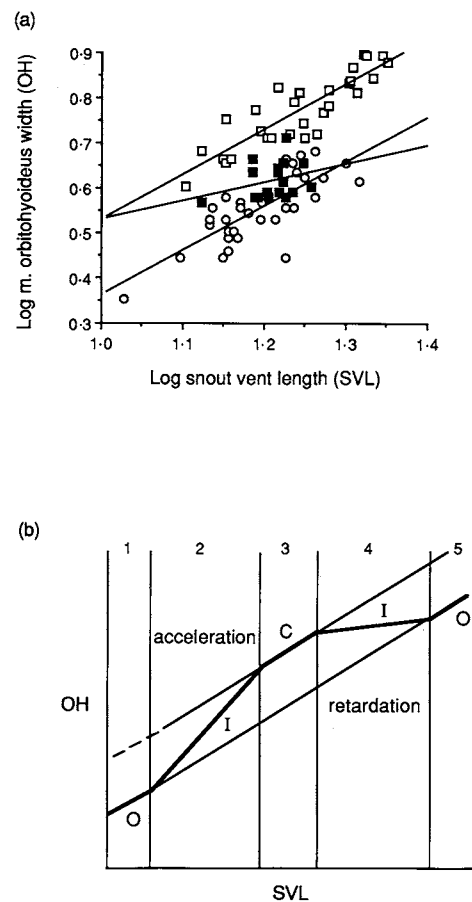 (a)
Log m. orbitohyoideus width (OH)
0·9
0·8
0·7
0·6
0·5
0·4
0·3
1·0 1·1 1·2 1·3 1·4
Log snout vent length (SVL)
(b)
1 2 3 4 5
acceleration
C
I
O
I
retardation
OH
O
SVL